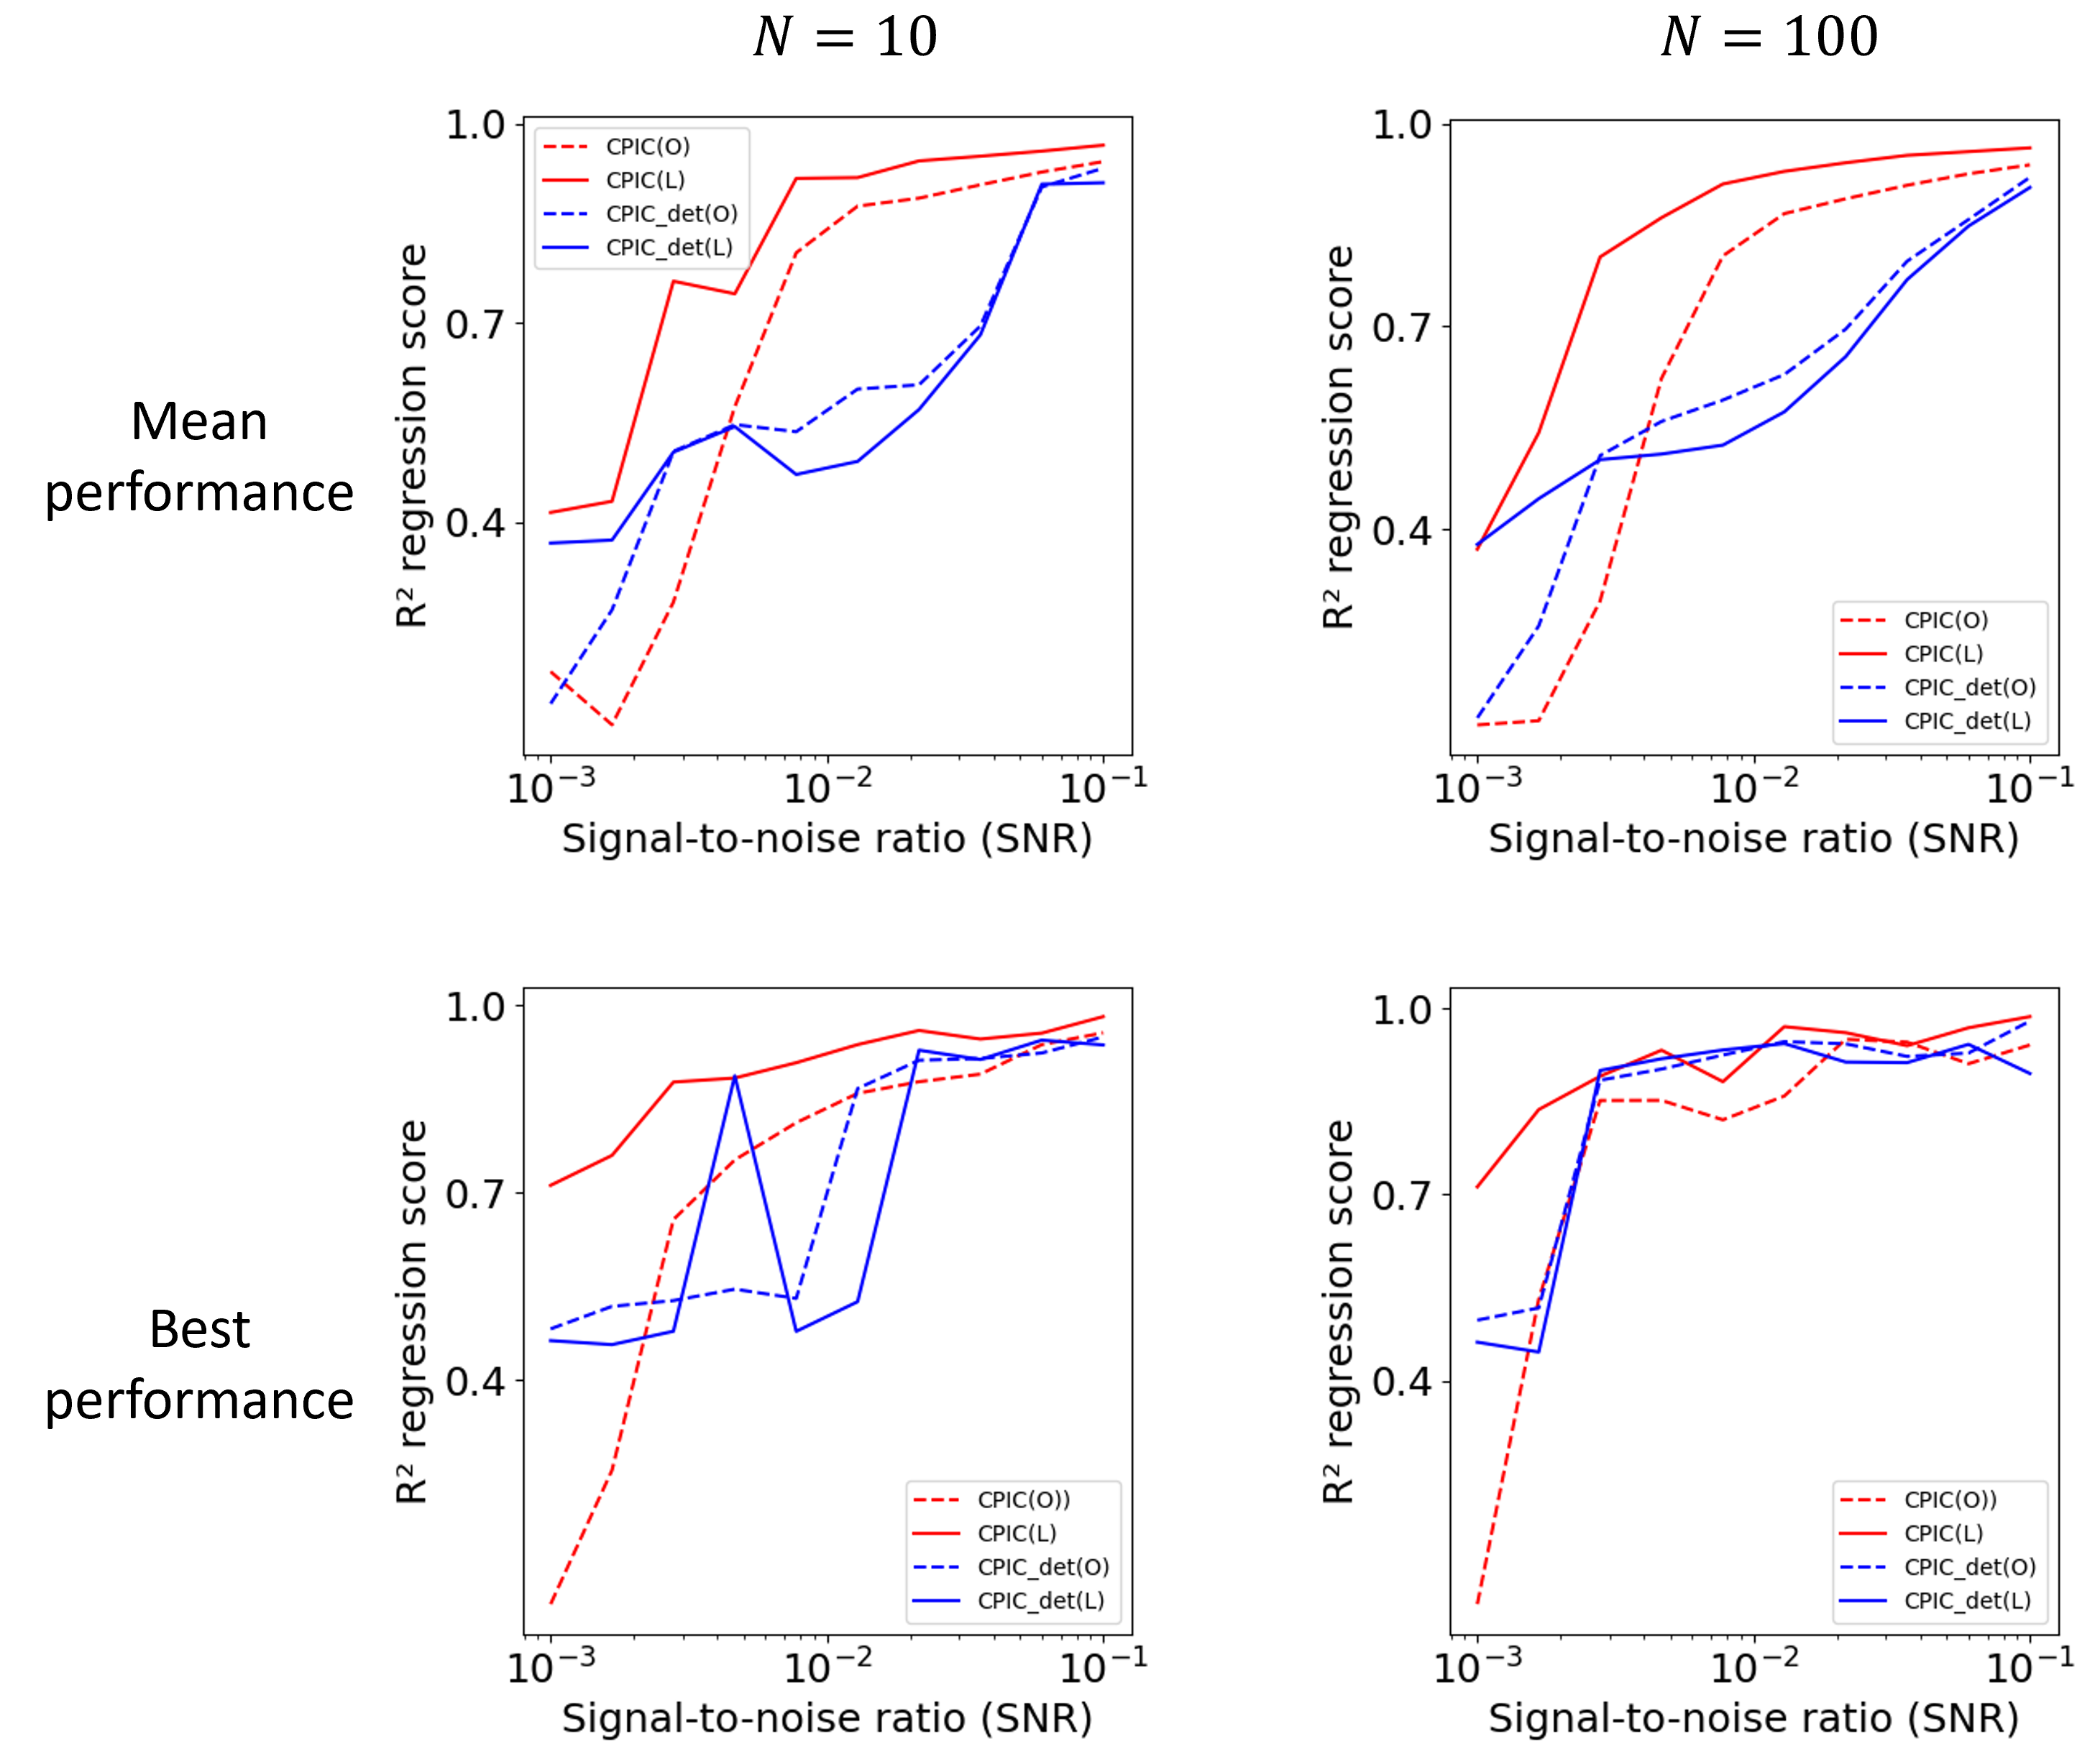 N = 10
N = 100
Mean
performance
R² regression score
1.0
0.7
0.4
CPIC(O)
CPIC(L)
CPIC_det(O)
CPIC_det(L)
10⁻³
10⁻²
10⁻¹
Signal-to-noise ratio (SNR)
R² regression score
1.0
0.7
0.4
CPIC(O)
CPIC(L)
CPIC_det(O)
CPIC_det(L)
10⁻³
10⁻²
10⁻¹
Signal-to-noise ratio (SNR)
Best
performance
R² regression score
1.0
0.7
0.4
CPIC(O))
CPIC(L)
CPIC_det(O)
CPIC_det(L)
10⁻³
10⁻²
10⁻¹
Signal-to-noise ratio (SNR)
R² regression score
1.0
0.7
0.4
CPIC(O))
CPIC(L)
CPIC_det(O)
CPIC_det(L)
10⁻³
10⁻²
10⁻¹
Signal-to-noise ratio (SNR)